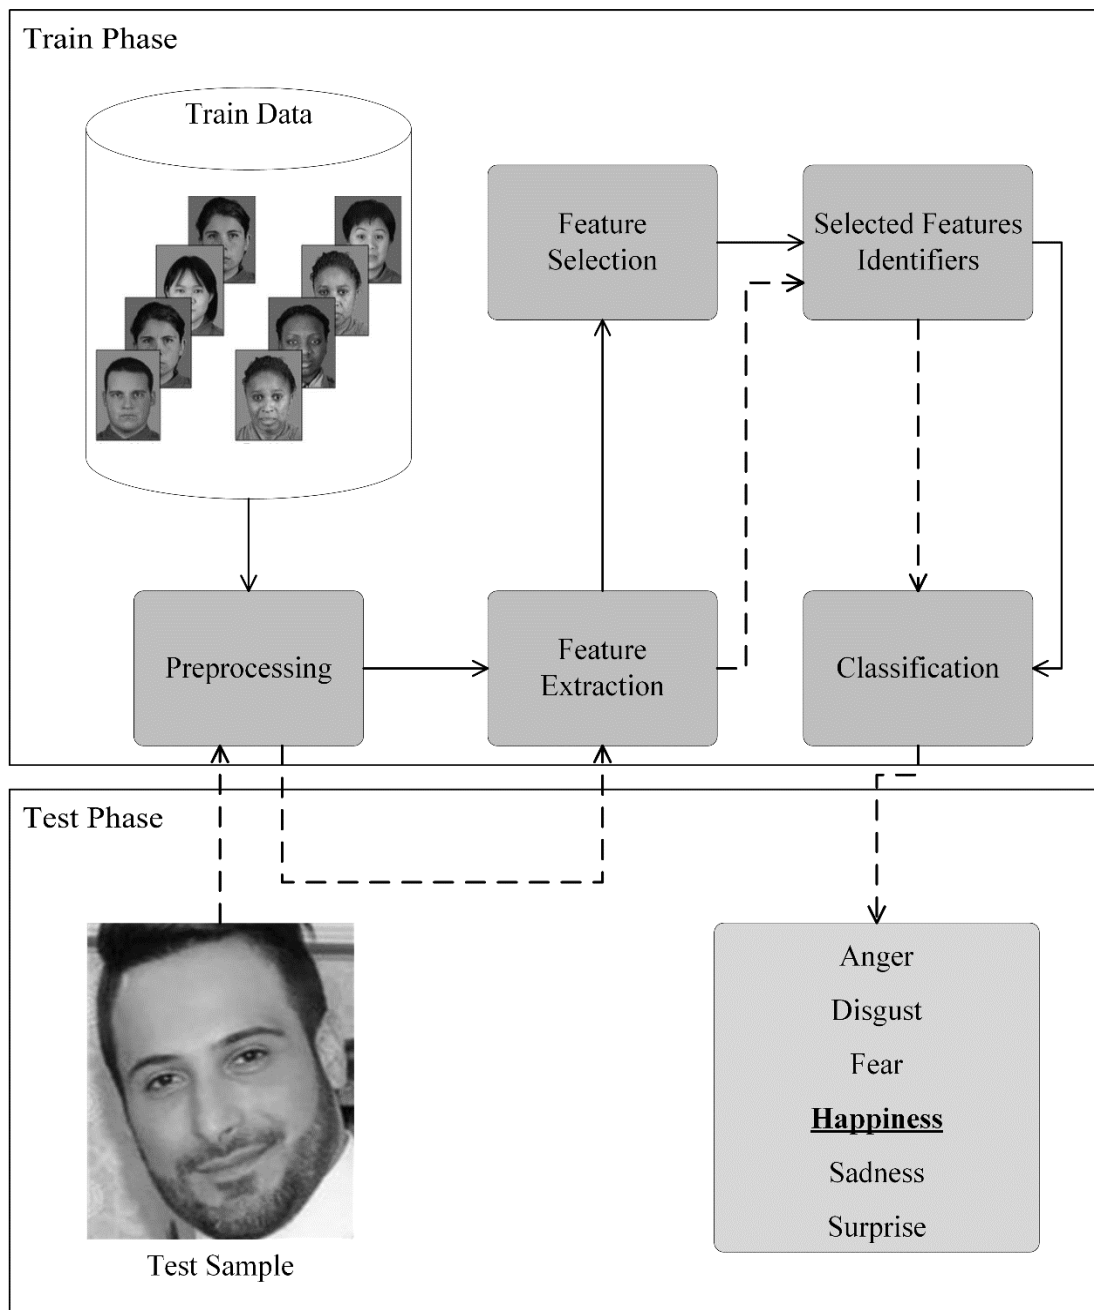 Train Phase
Train Data
Feature
Selection
Selected Features
Identifiers
Preprocessing
Feature
Extraction
Classification
Test Phase
Test Sample
Anger
Disgust
Fear
Happiness
Sadness
Surprise